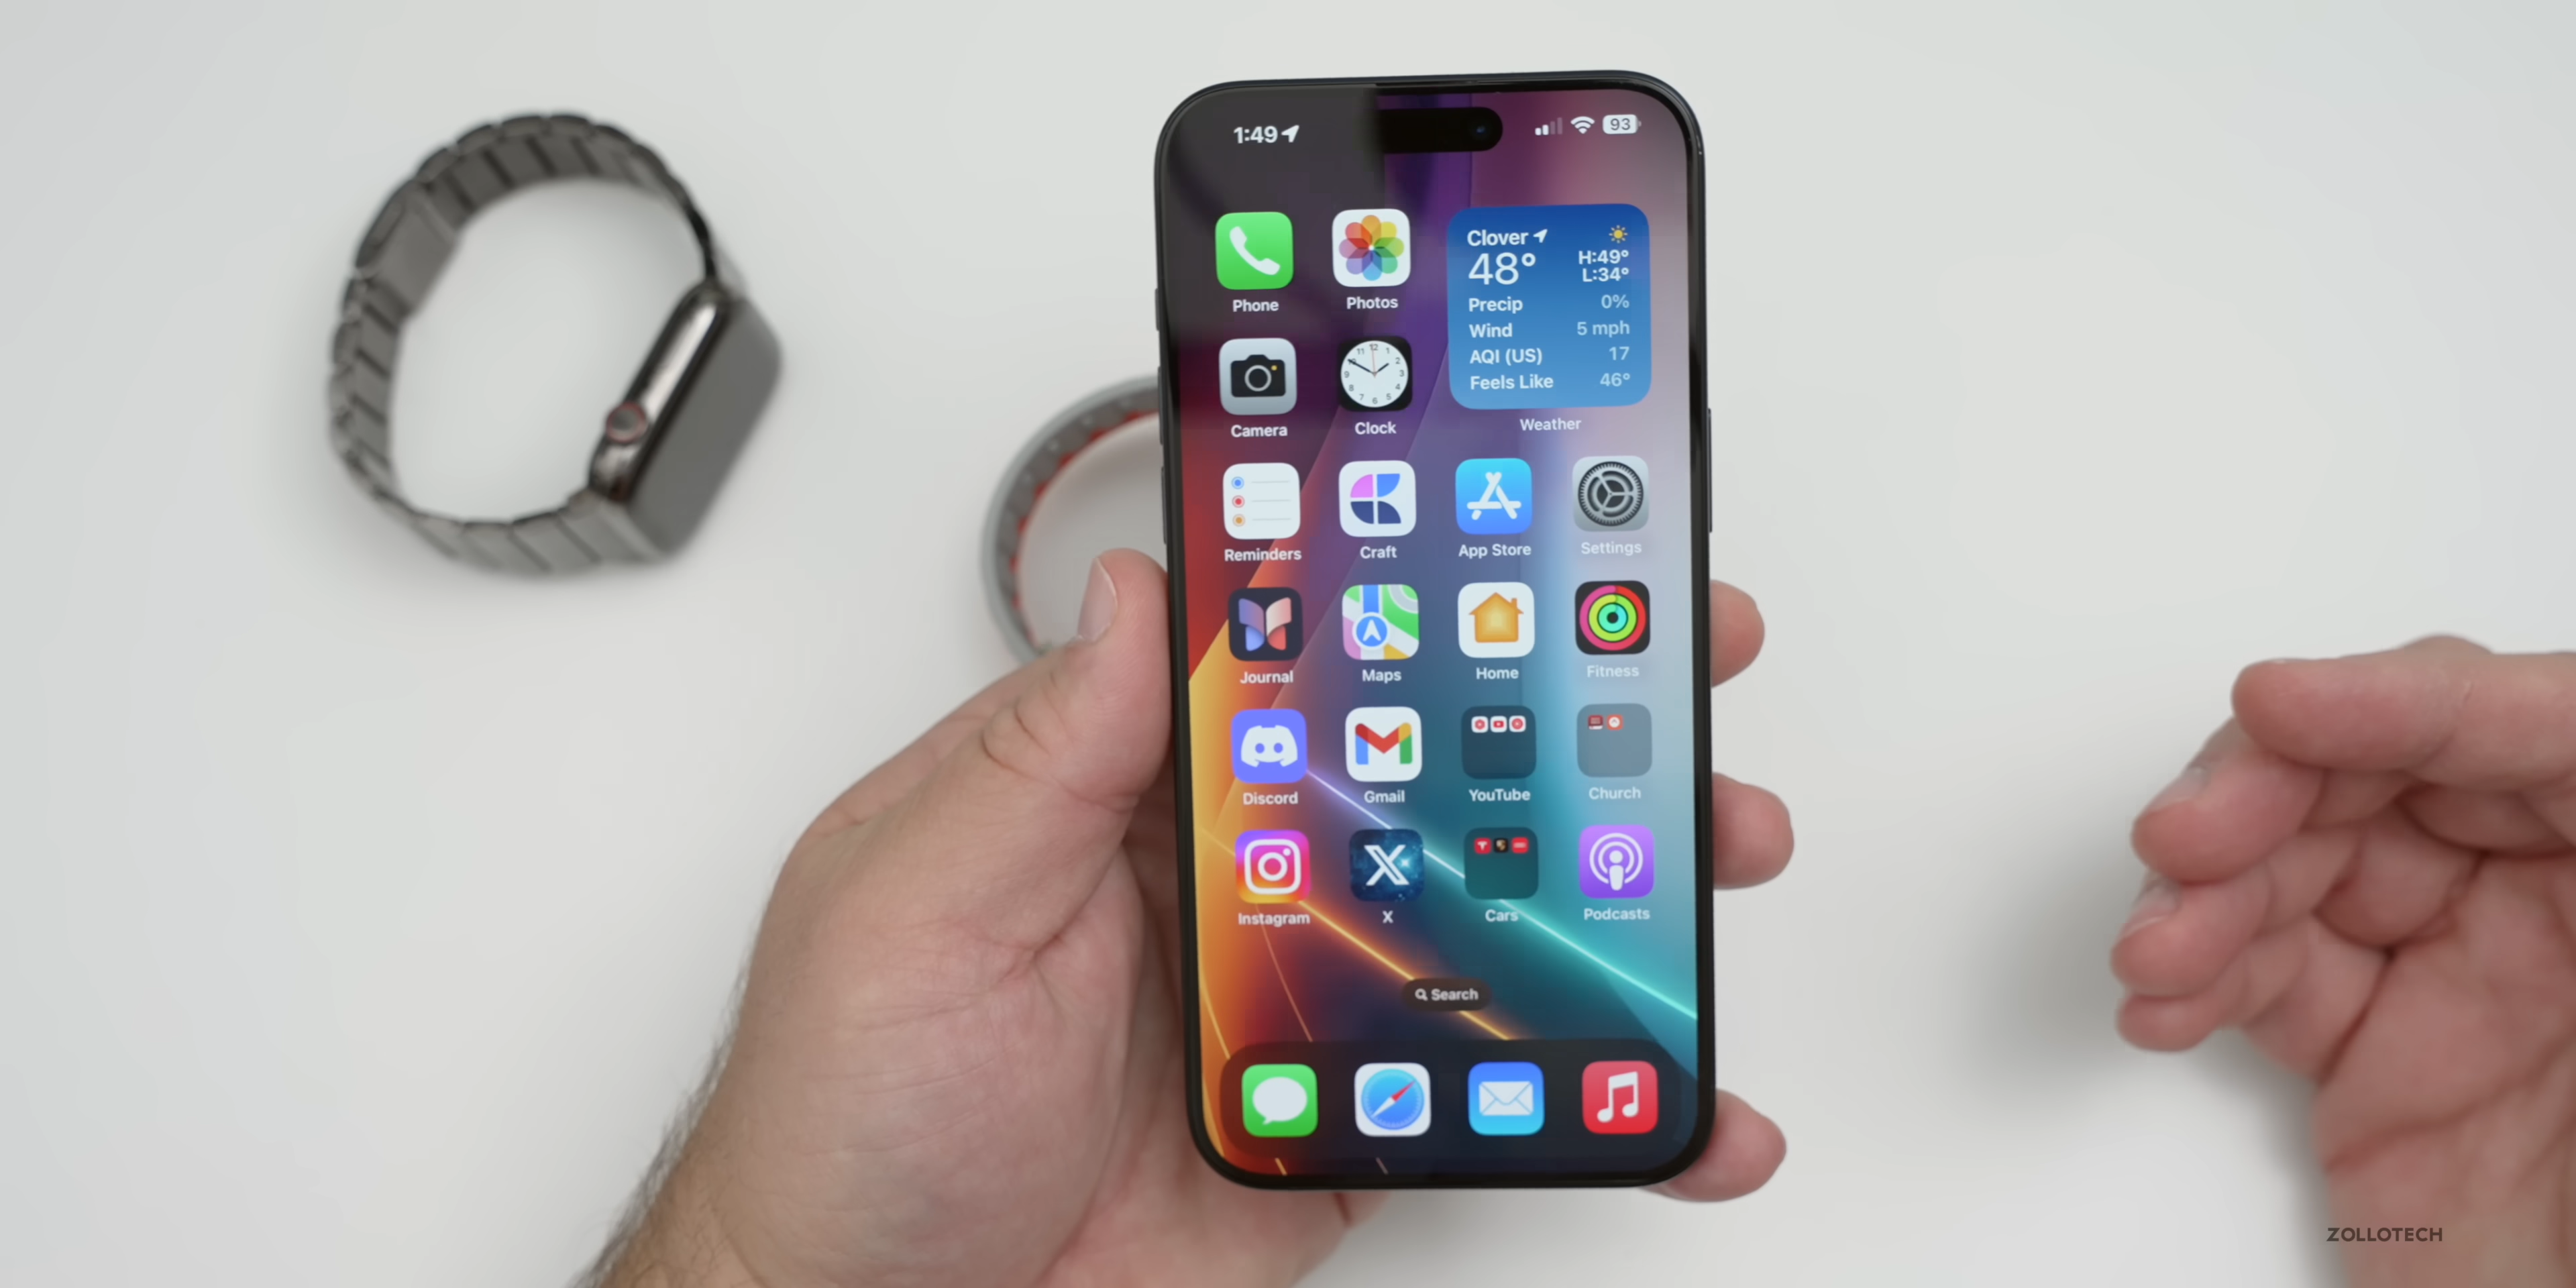 1:49
93
Clover
48°
H:49°
L:34°
Precip 0%
Wind 5 mph
AQI (US) 17
Feels Like 46°
Weather
Phone
Photos
Camera
Clock
Reminders
Craft
App Store
Settings
Journal
Maps
Home
Fitness
Discord
Gmail
YouTube
Church
Instagram
X
Cars
Podcasts
Search
ZOLLOTECH